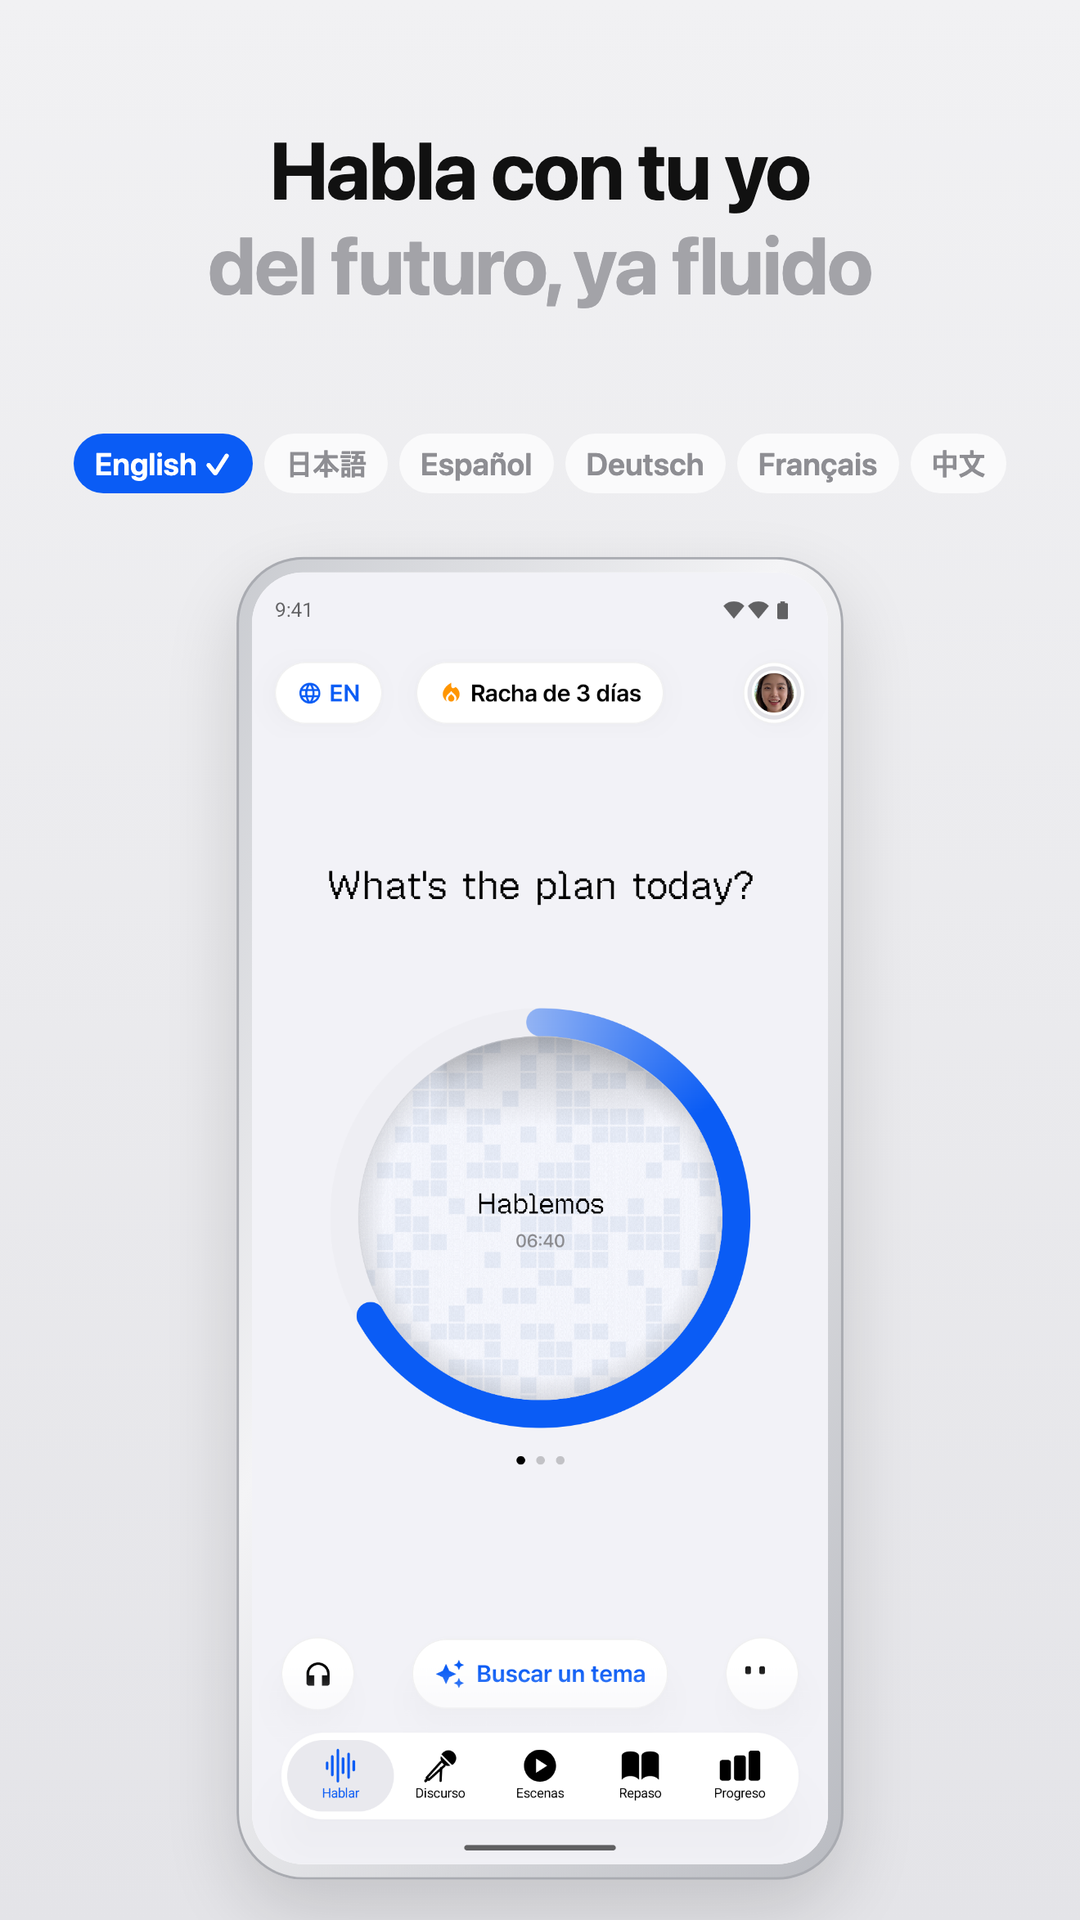 Habla con tu yo
del futuro, ya fluido
English ✓ 日本語 Español Deutsch Français 中文
9:41
EN Racha de 3 días
What's the plan today?
Hablemos
06:40
Buscar un tema
Hablar Discurso Escenas Repaso Progreso